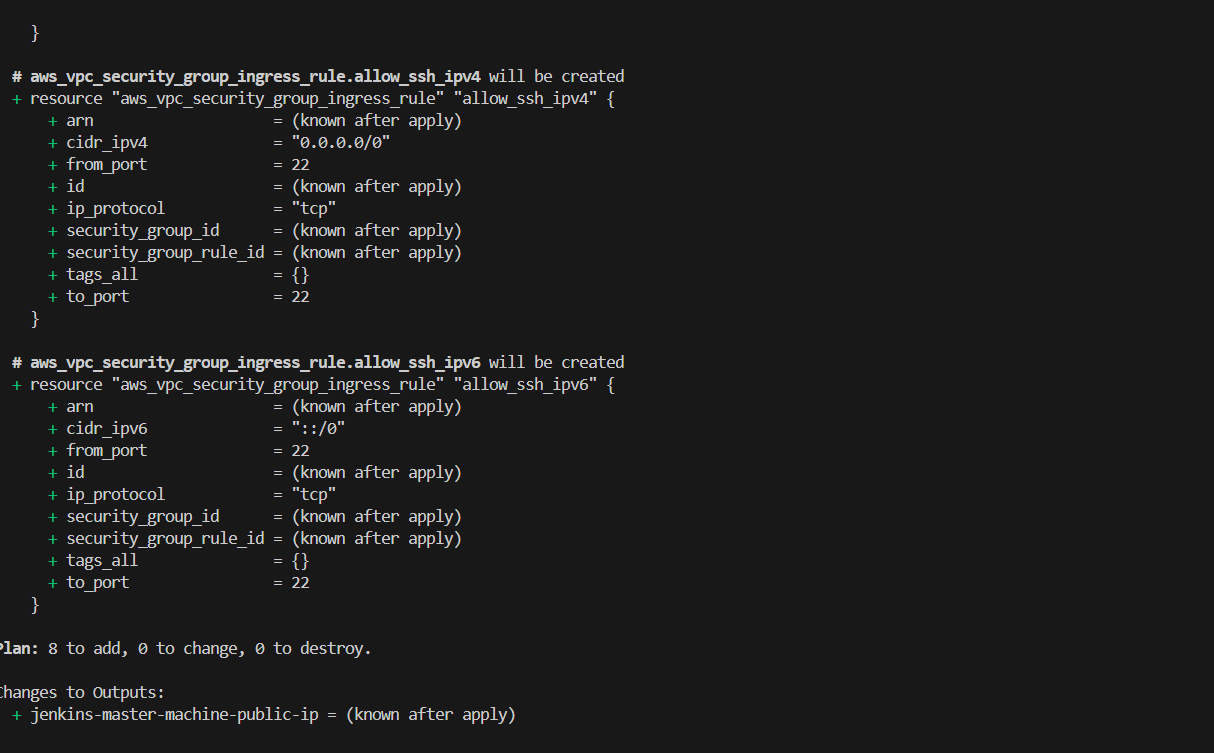 }
# aws_vpc_security_group_ingress_rule.allow_ssh_ipv4 will be created
+ resource "aws_vpc_security_group_ingress_rule" "allow_ssh_ipv4" {
+ arn = (known after apply)
+ cidr_ipv4 = "0.0.0.0/0"
+ from_port = 22
+ id = (known after apply)
+ ip_protocol = "tcp"
+ security_group_id = (known after apply)
+ security_group_rule_id = (known after apply)
+ tags_all = {}
+ to_port = 22
}
# aws_vpc_security_group_ingress_rule.allow_ssh_ipv6 will be created
+ resource "aws_vpc_security_group_ingress_rule" "allow_ssh_ipv6" {
+ arn = (known after apply)
+ cidr_ipv6 = "::/0"
+ from_port = 22
+ id = (known after apply)
+ ip_protocol = "tcp"
+ security_group_id = (known after apply)
+ security_group_rule_id = (known after apply)
+ tags_all = {}
+ to_port = 22
}
Plan: 8 to add, 0 to change, 0 to destroy.
Changes to Outputs:
+ jenkins-master-machine-public-ip = (known after apply)